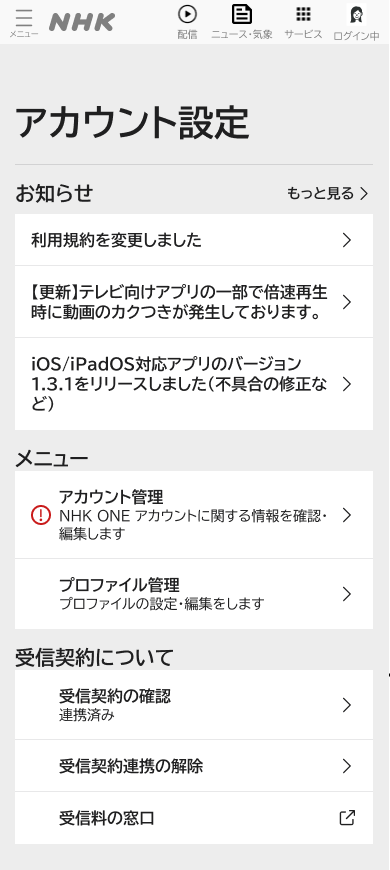 メニュー
NHK
配信
ニュース・気象
サービス
ログイン中
アカウント設定
お知らせ
もっと見る
利用規約を変更しました
【更新】テレビ向けアプリの一部で倍速再生
時に動画のカクつきが発生しております。
iOS/iPadOS対応アプリのバージョン
1.3.1をリリースしました(不具合の修正な
ど)
メニュー
アカウント管理
NHK ONE アカウントに関する情報を確認・
編集します
プロファイル管理
プロファイルの設定・編集をします
受信契約について
受信契約の確認
連携済み
受信契約連携の解除
受信料の窓口